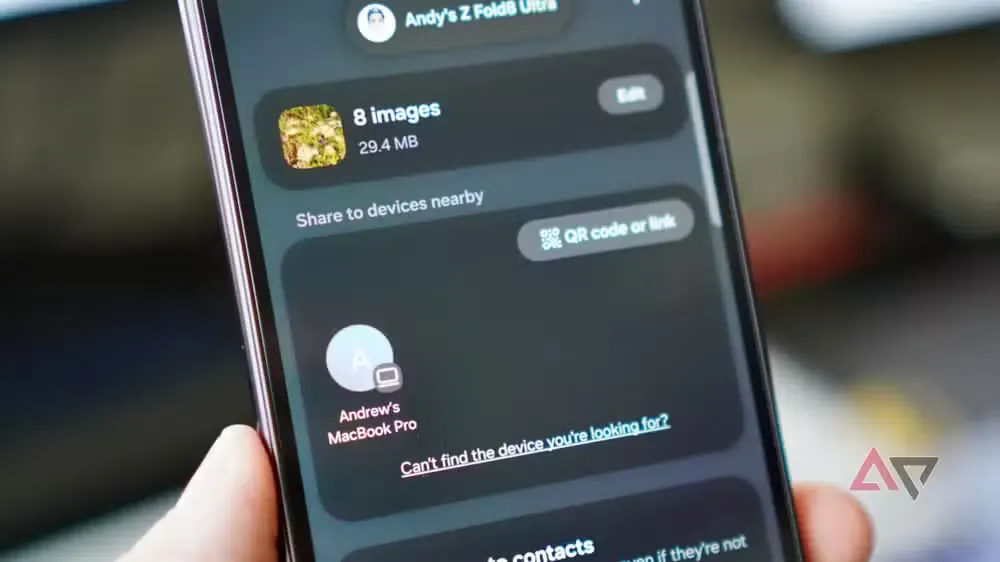 Andy's Z Fold8 Ultra
8 images
Edit
29.4 MB
Share to devices nearby
QR code or link
A
Andrew's
MacBook Pro
Can't find the device you're looking for?
to contacts
even if they're not